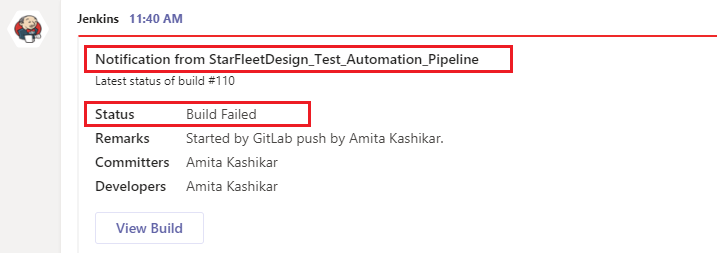 Jenkins 11:40 AM
Notification from StarFleetDesign_Test_Automation_Pipeline
Latest status of build #110
Status Build Failed
Remarks Started by GitLab push by Amita Kashikar.
Committers Amita Kashikar
Developers Amita Kashikar
View Build